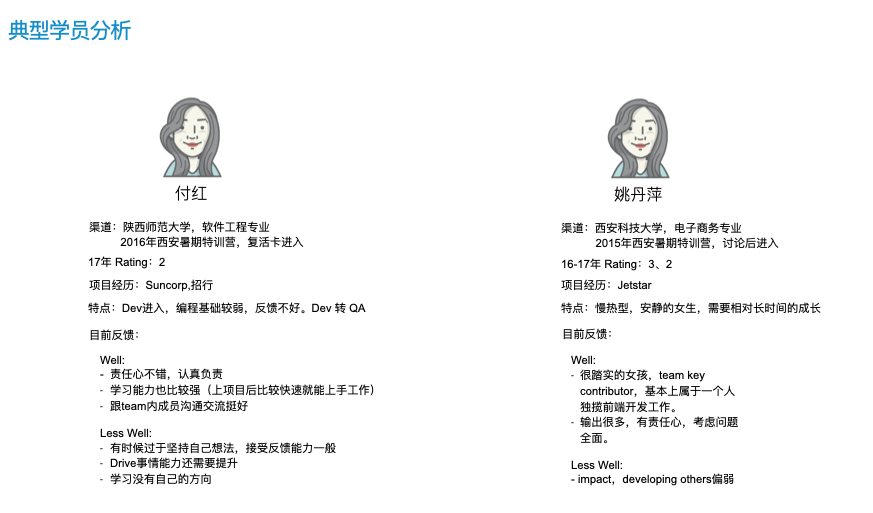 典型学员分析
付红
渠道：陕西师范大学，软件工程专业
2016年西安暑期特训营，复活卡进入
17年 Rating：2
项目经历：Suncorp,招行
特点：Dev进入，编程基础较弱，反馈不好。Dev 转 QA
目前反馈：
Well:
- 责任心不错，认真负责
- 学习能力也比较强（上项目后比较快速就能上手工作）
- 跟team内成员沟通交流挺好
Less Well:
- 有时候过于坚持自己想法，接受反馈能力一般
- Drive事情能力还需要提升
- 学习没有自己的方向
姚丹萍
渠道：西安科技大学，电子商务专业
2015年西安暑期特训营，讨论后进入
16-17年 Rating：3、2
项目经历：Jetstar
特点：慢热型，安静的女生，需要相对长时间的成长
目前反馈：
Well:
- 很踏实的女孩，team key
contributor，基本上属于一个人
独揽前端开发工作。
- 输出很多，有责任心，考虑问题
全面。
Less Well:
- impact，developing others偏弱